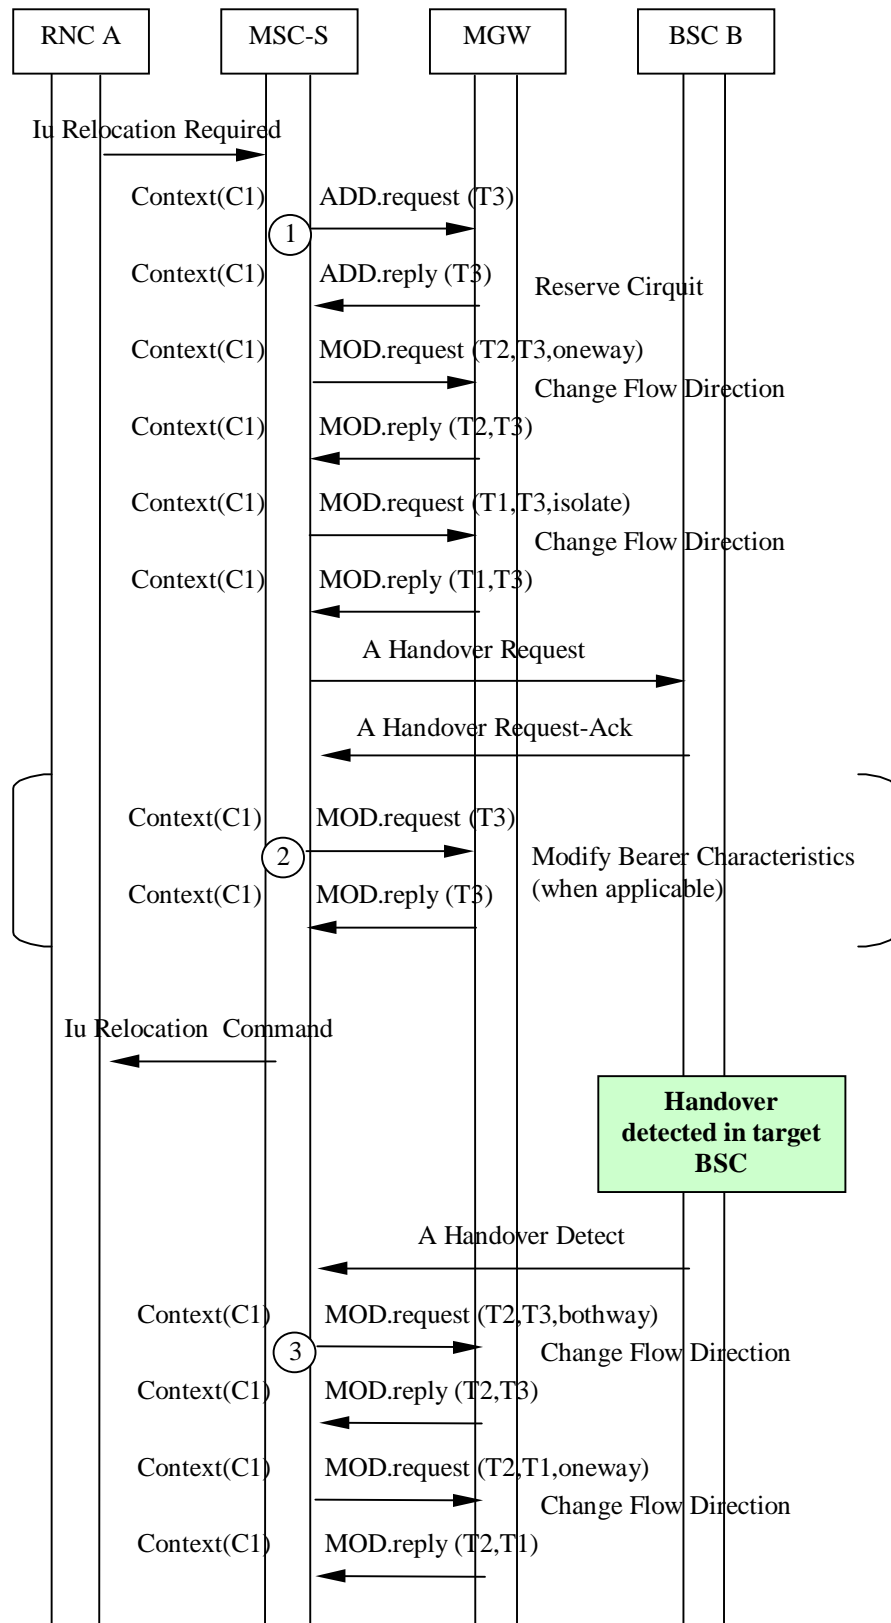 RNC A
MSC-S
MGW
BSC B
Iu Relocation Required
Context(C1)
ADD.request (T3)
1
Context(C1)
ADD.reply (T3)
Reserve Cirquit
Context(C1)
MOD.request (T2,T3,oneway)
Change Flow Direction
Context(C1)
MOD.reply (T2,T3)
Context(C1)
MOD.request (T1,T3,isolate)
Change Flow Direction
Context(C1)
MOD.reply (T1,T3)
A Handover Request
A Handover Request-Ack
Context(C1)
MOD.request (T3)
2
Modify Bearer Characteristics
(when applicable)
Context(C1)
MOD.reply (T3)
Iu Relocation Command
Handover
detected in target
BSC
A Handover Detect
Context(C1)
MOD.request (T2,T3,bothway)
3
Change Flow Direction
Context(C1)
MOD.reply (T2,T3)
Context(C1)
MOD.request (T2,T1,oneway)
Change Flow Direction
Context(C1)
MOD.reply (T2,T1)